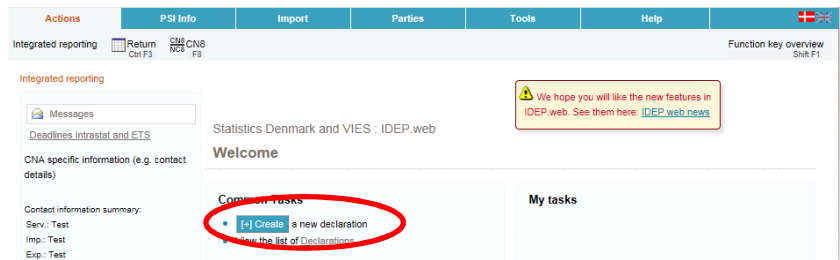 Actions PSI Info Import Parties Tools Help
Integrated reporting Return CN8 NC8 CN8 Function key overview
Ctrl F3 F8 Shift F1
Integrated reporting
We hope you will like the new features in
IDEP.web. See them here: IDEP.web news
Messages
Deadlines Intrastat and ETS
Statistics Denmark and VIES : IDEP.web
Welcome
CNA specific information (e.g. contact
details)
Contact information summary:
Serv.: Test
Imp.: Test
Exp.: Test
Common Tasks
[+] Create a new declaration
View the list of Declarations
My tasks